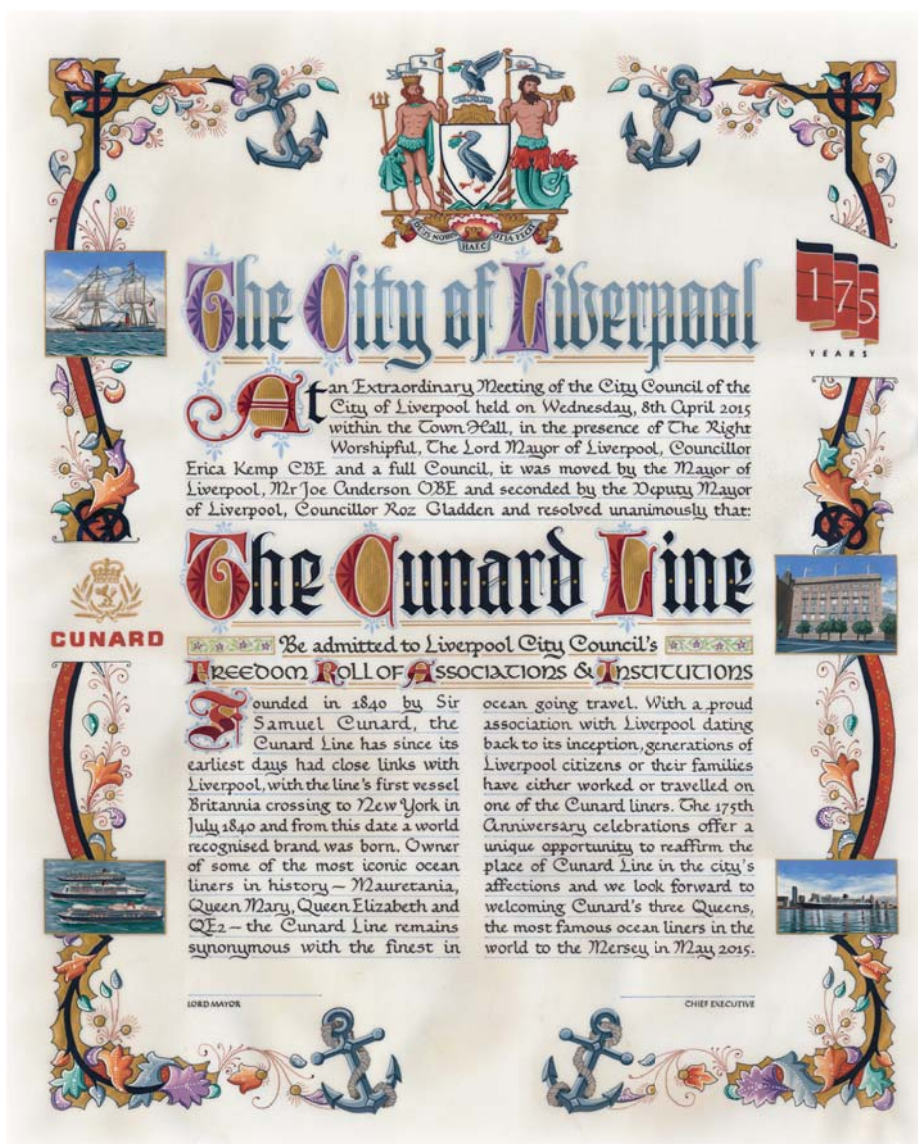 DEUS NOBIS HAEC OTIA FECIT
The City of Liverpool
175
YEARS
At an Extraordinary Meeting of the City Council of the
City of Liverpool held on Wednesday, 8th April 2015
within the Town Hall, in the presence of The Right
Worshipful, The Lord Mayor of Liverpool, Councillor
Erica Kemp CBE and a full Council, it was moved by the Mayor of
Liverpool, Mr Joe Anderson OBE and seconded by the Deputy Mayor
of Liverpool, Councillor Roz Gladden and resolved unanimously that:
The Cunard Line
CUNARD
Be admitted to Liverpool City Council's
FREEDOM ROLL OF ASSOCIATIONS & INSTITUTIONS
Founded in 1840 by Sir
Samuel Cunard, the
Cunard Line has since its
earliest days had close links with
Liverpool, with the line's first vessel
Britannia crossing to New York in
July 1840 and from this date a world
recognised brand was born. Owner
of some of the most iconic ocean
liners in history – Mauretania,
Queen Mary, Queen Elizabeth and
QE2 – the Cunard Line remains
synonymous with the finest in
ocean going travel. With a proud
association with Liverpool dating
back to its inception, generations of
Liverpool citizens or their families
have either worked or travelled on
one of the Cunard liners. The 175th
Anniversary celebrations offer a
unique opportunity to reaffirm the
place of Cunard Line in the city's
affections and we look forward to
welcoming Cunard's three Queens,
the most famous ocean liners in the
world to the Mersey in May 2015.
LORD MAYOR
CHIEF EXECUTIVE